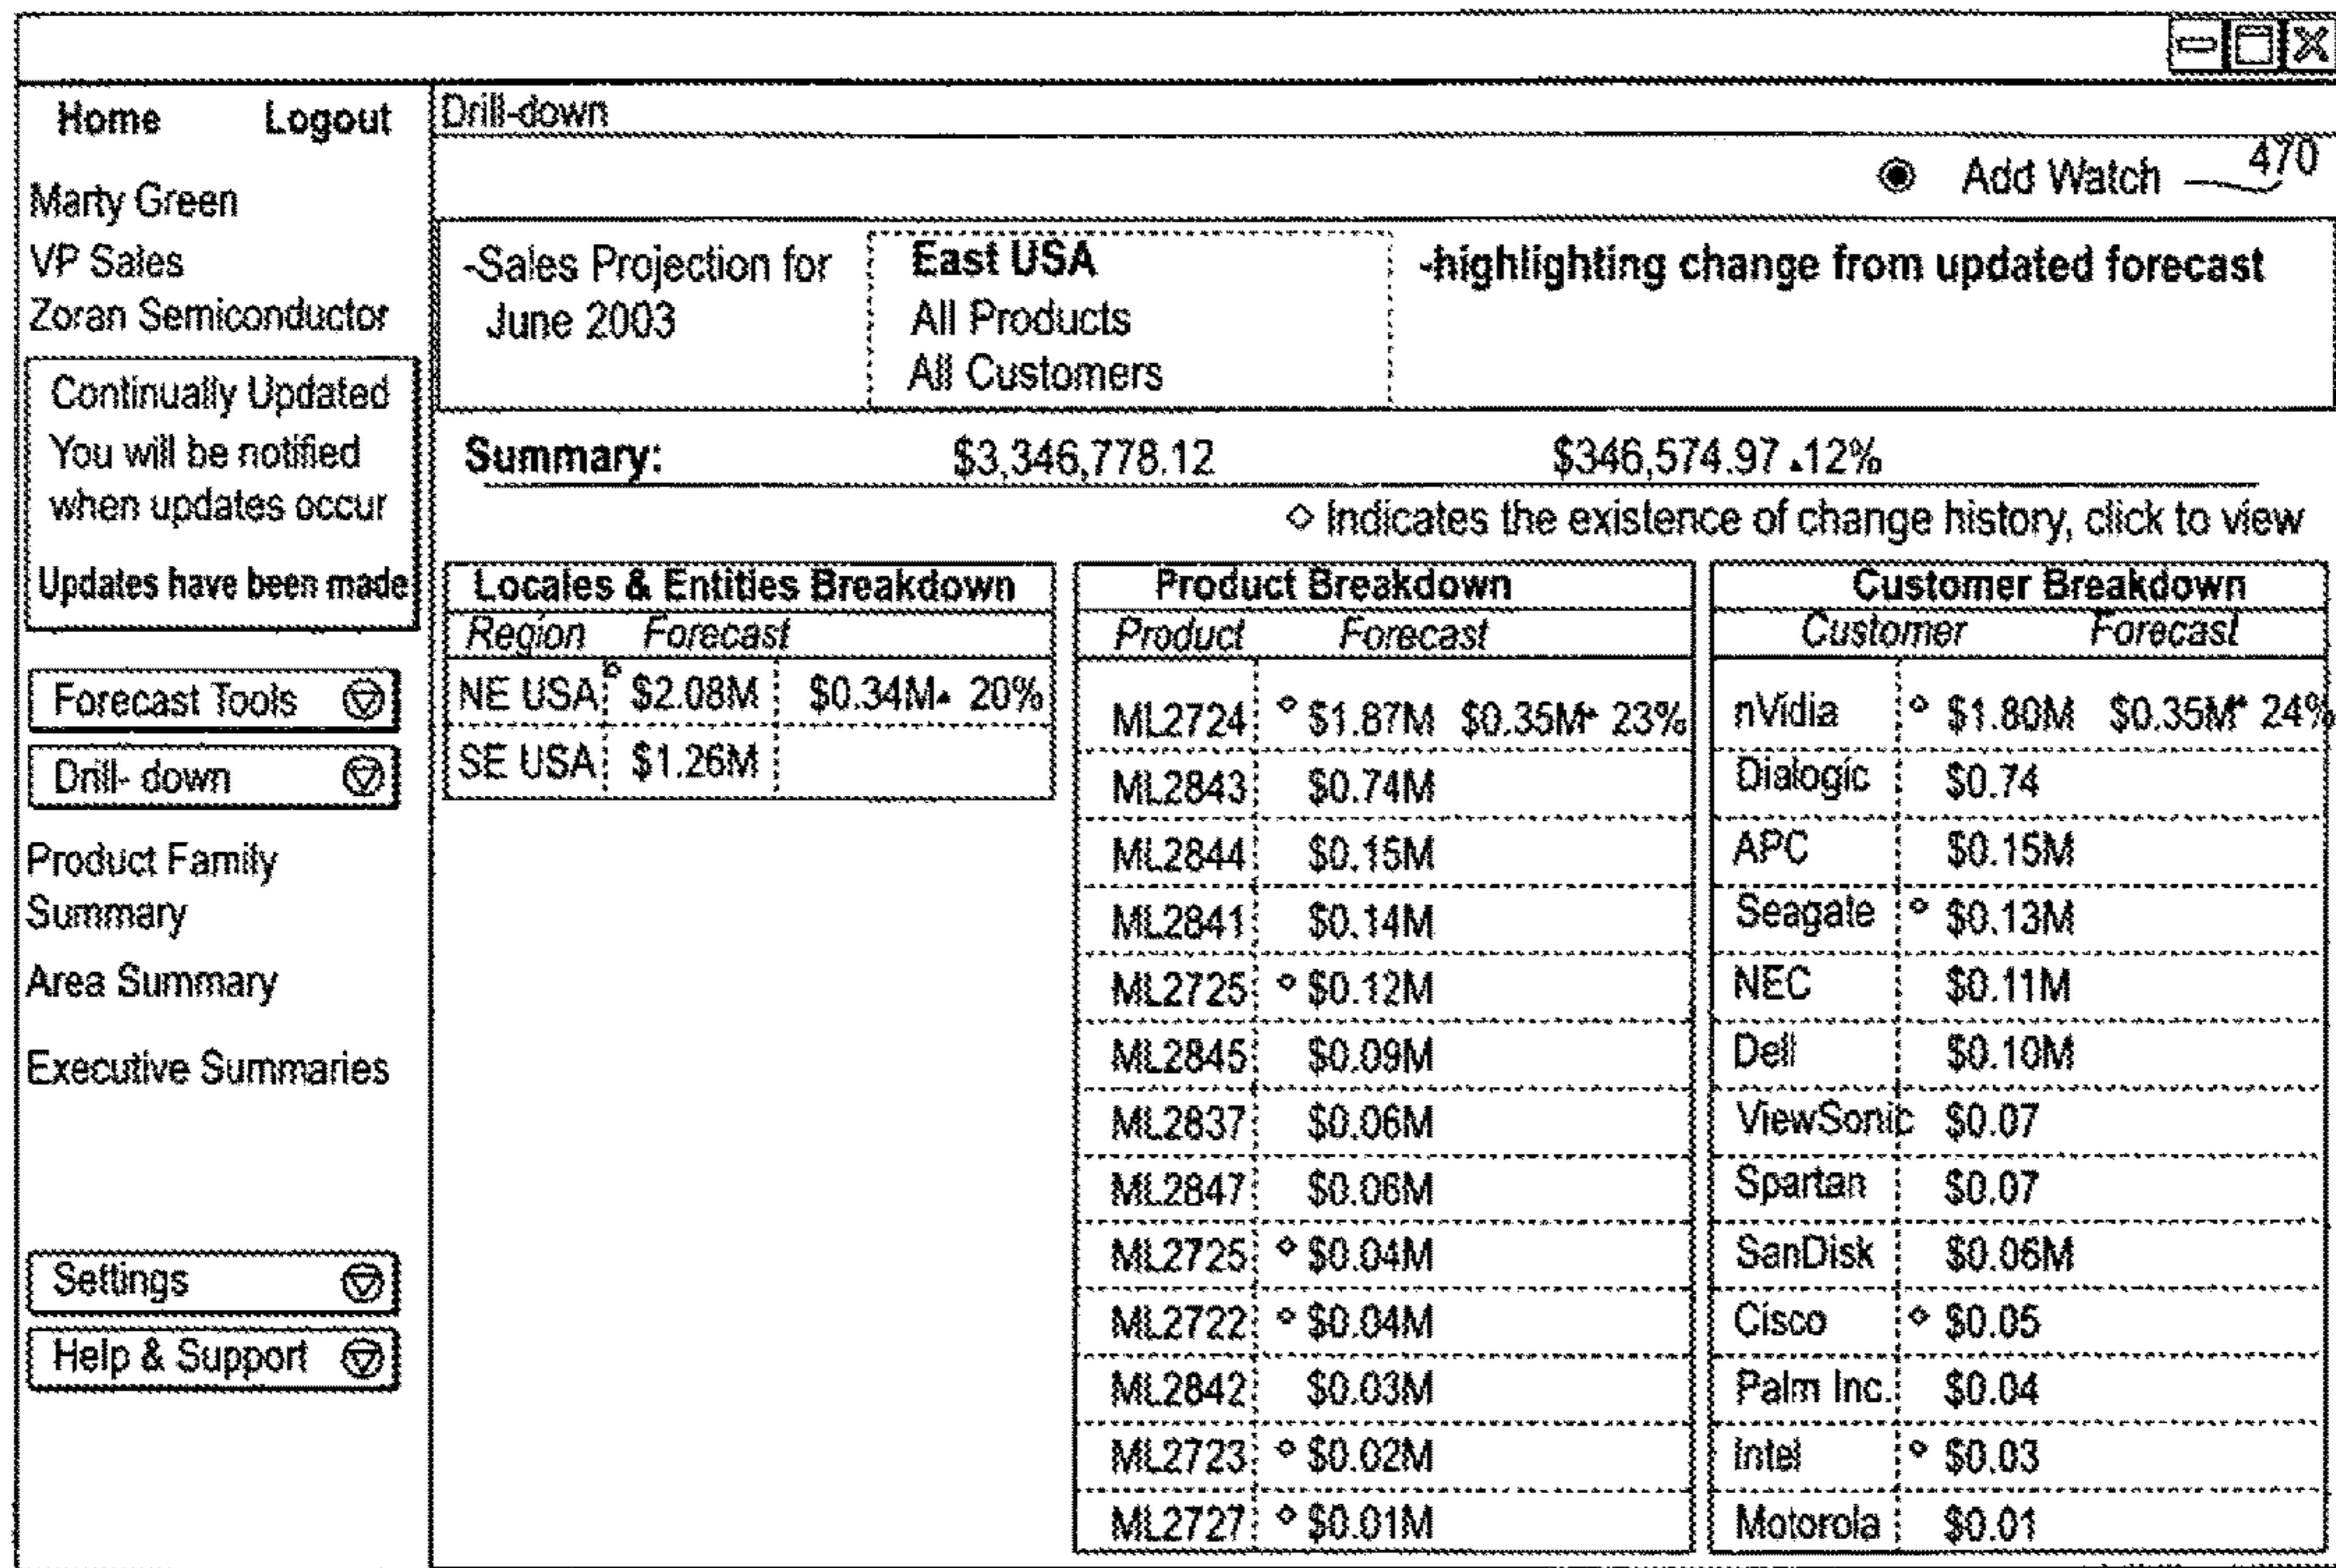 Home Logout
Marty Green
VP Sales
Zoran Semiconductor
Continually Updated
You will be notified
when updates occur
Updates have been made
Forecast Tools
Drill- down
Product Family
Summary
Area Summary
Executive Summaries
Settings
Help & Support
Drill-down
Add Watch 470
-Sales Projection for
June 2003
East USA
All Products
All Customers
-highlighting change from updated forecast
Summary: $3,346,778.12 $346,574.97 ▴12%
◇ Indicates the existence of change history, click to view
Locales & Entities Breakdown
Region Forecast
NE USA ◇ $2.08M $0.34M▴ 20%
SE USA $1.26M
Product Breakdown
Product Forecast
ML2724 ◇ $1.87M $0.35M▴ 23%
ML2843 $0.74M
ML2844 $0.15M
ML2841 $0.14M
ML2725 ◇ $0.12M
ML2845 $0.09M
ML2837 $0.06M
ML2847 $0.06M
ML2725 ◇ $0.04M
ML2722 ◇ $0.04M
ML2842 $0.03M
ML2723 ◇ $0.02M
ML2727 ◇ $0.01M
Customer Breakdown
Customer Forecast
nVidia ◇ $1.80M $0.35M▴ 24%
Dialogic $0.74
APC $0.15M
Seagate ◇ $0.13M
NEC $0.11M
Dell $0.10M
ViewSonic $0.07
Spartan $0.07
SanDisk $0.06M
Cisco ◇ $0.05
Palm Inc. $0.04
Intel ◇ $0.03
Motorola $0.01